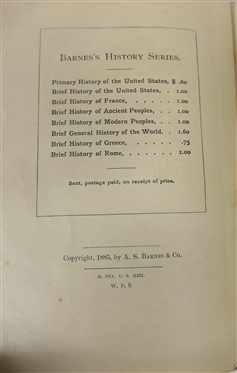 BARNES'S HISTORY SERIES.
Primary History of the United States, $ .60
Brief History of the United States, . 1.00
Brief History of France, . . . . . 1.00
Brief History of Ancient Peoples, . . 1.00
Brief History of Modern Peoples, . . 1.00
Brief General History of the World, . 1.60
Brief History of Greece, . . . . . .75
Brief History of Rome, . . . . . . 1.00
Sent, postage paid, on receipt of price.
Copyright, 1885, by A. S. BARNES & CO.
W. P. 6